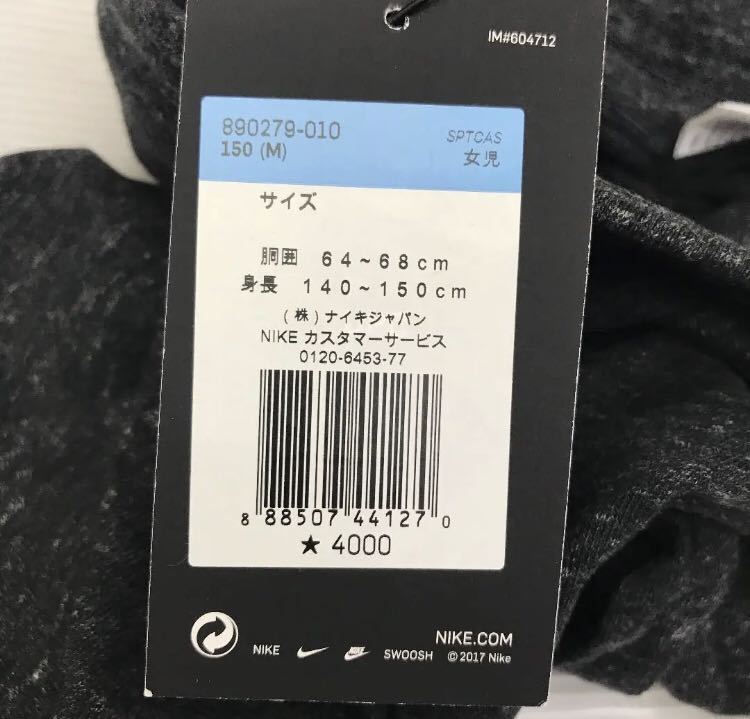 IM#604712
890279-010
150 (M)
SPTCAS
女児
サイズ
胴囲 64~68cm
身長 140~150cm
(株)ナイキジャパン
NIKE カスタマーサービス
0120-6453-77
8 88507 44127 0
★ 4000
NIKE SWOOSH
NIKE.COM
© 2017 Nike